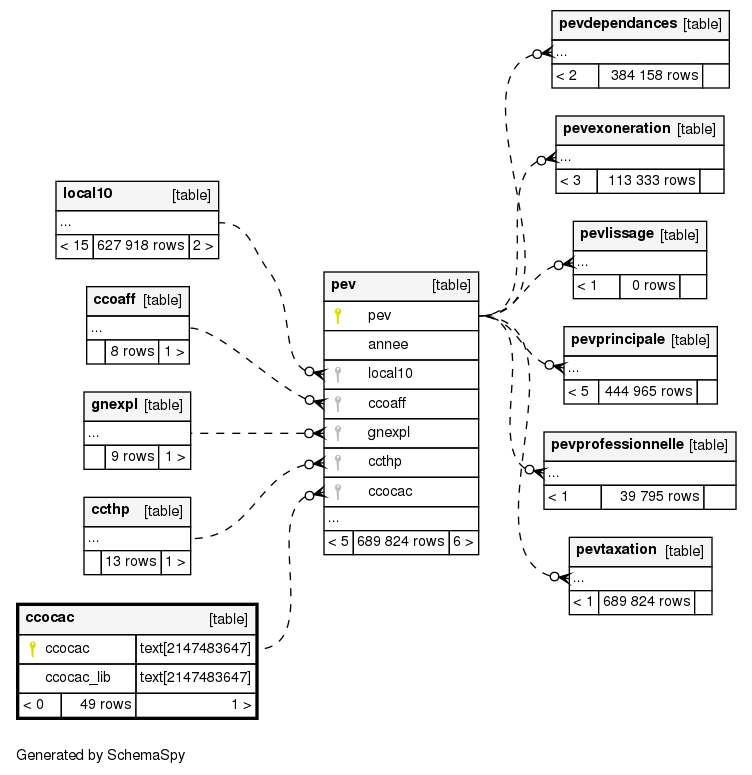 pevdependances [table]
...
< 2 384 158 rows
pevexoneration [table]
...
< 3 113 333 rows
local10 [table]
...
< 15 627 918 rows 2 >
pevlissage [table]
...
< 1 0 rows
ccoaff [table]
...
8 rows 1 >
pev [table]
pev
annee
local10
ccoaff
gnexpl
ccthp
ccocac
...
< 5 689 824 rows 6 >
pevprincipale [table]
...
< 5 444 965 rows
gnexpl [table]
...
9 rows 1 >
pevprofessionnelle [table]
...
< 1 39 795 rows
ccthp [table]
...
13 rows 1 >
pevtaxation [table]
...
< 1 689 824 rows
ccocac [table]
ccocac text[2147483647]
ccocac_lib text[2147483647]
< 0 49 rows 1 >
Generated by SchemaSpy